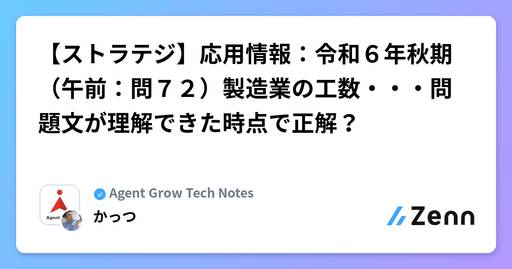 【ストラテジ】応用情報：令和６年秋期
（午前：問７２）製造業の工数・・・問
題文が理解できた時点で正解？
Agent Grow Tech Notes
かっつ
Zenn